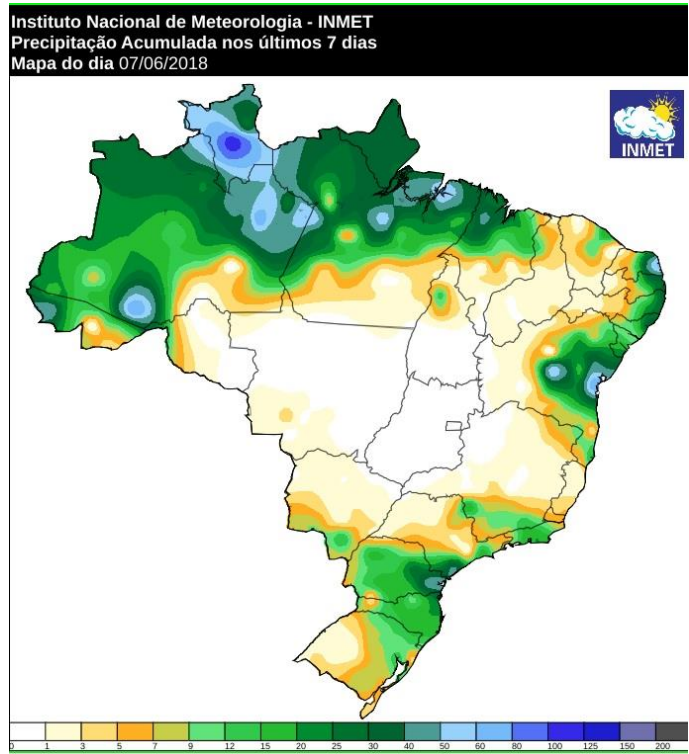 Instituto Nacional de Meteorologia - INMET
Precipitação Acumulada nos últimos 7 dias
Mapa do dia 07/06/2018
INMET
0 1 3 5 7 9 12 15 20 25 30 40 50 60 80 100 125 150 200